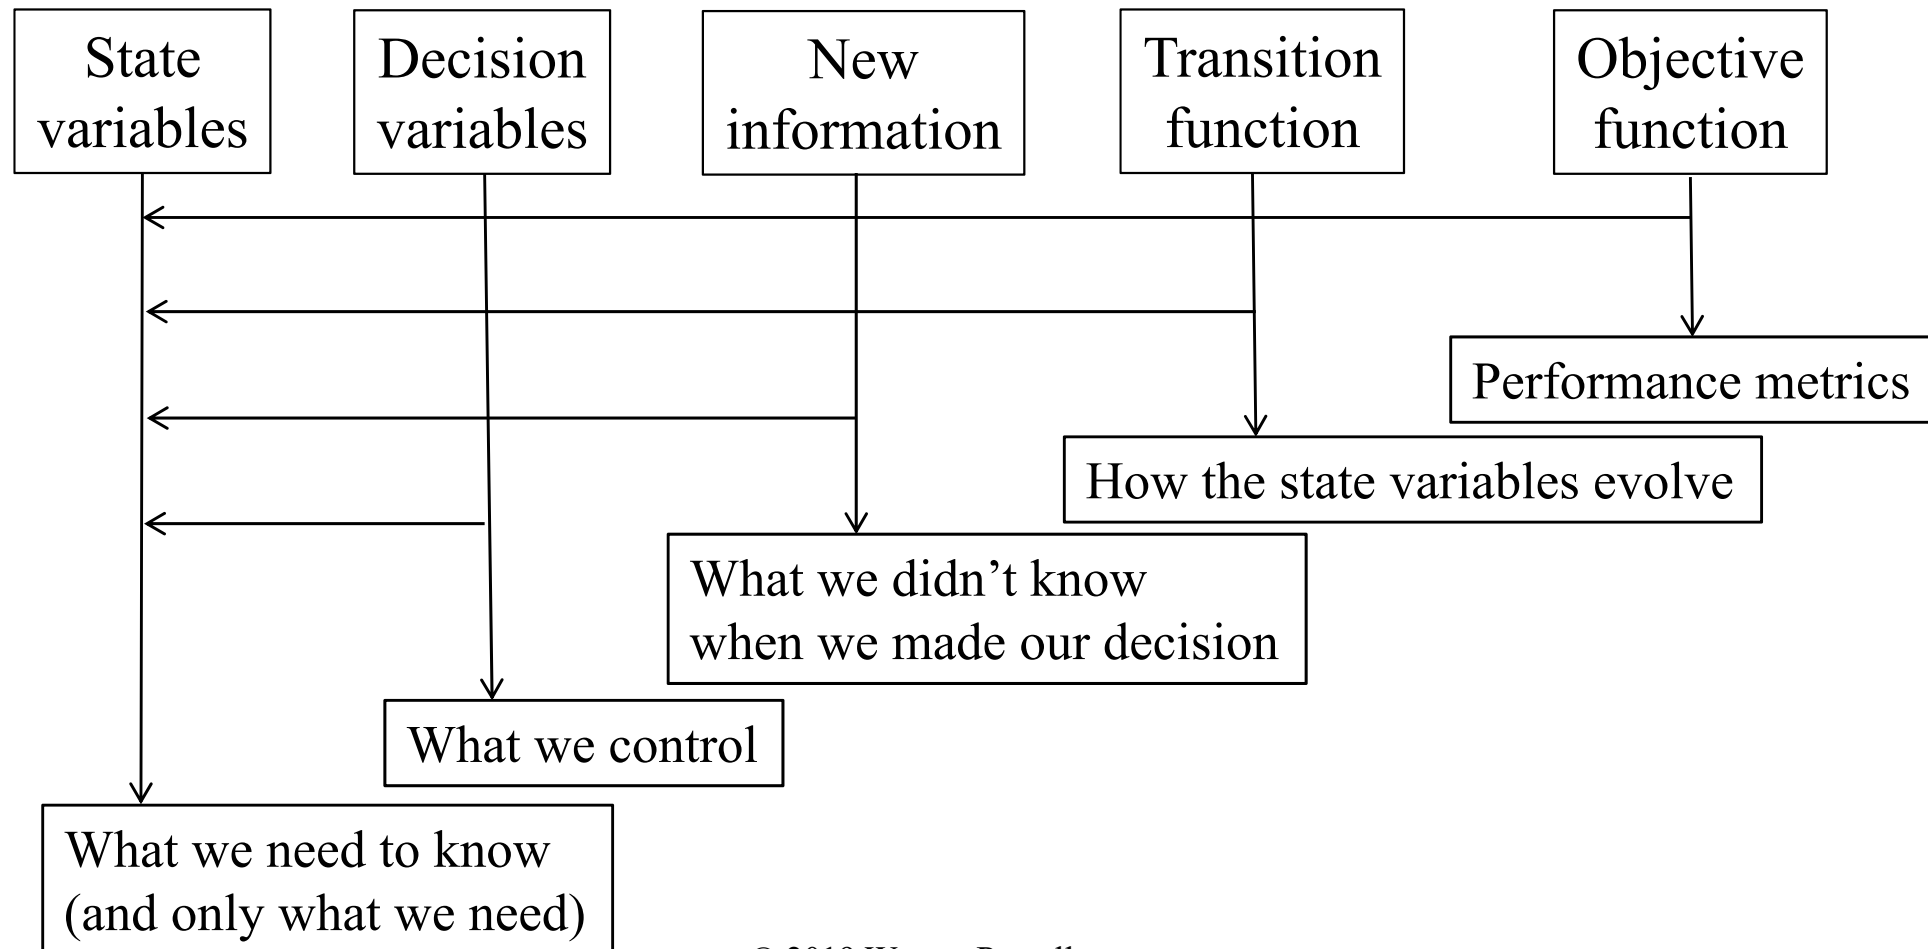 State
variables
Decision
variables
New
information
Transition
function
Objective
function
Performance metrics
How the state variables evolve
What we didn’t know
when we made our decision
What we control
What we need to know
(and only what we need)